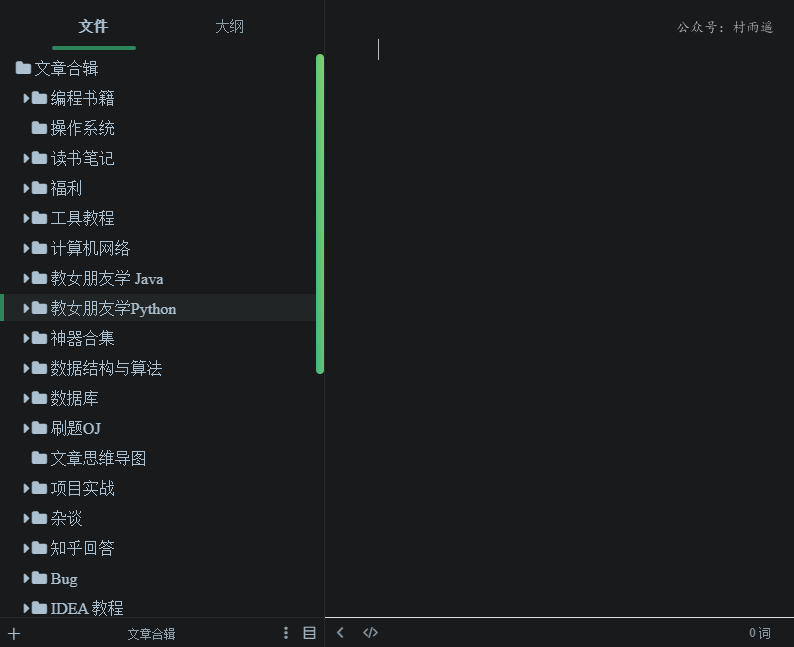 文件
大纲
公众号：村雨遥
文章合辑
编程书籍
操作系统
读书笔记
福利
工具教程
计算机网络
教女朋友学 Java
教女朋友学Python
神器合集
数据结构与算法
数据库
刷题OJ
文章思维导图
项目实战
杂谈
知乎回答
Bug
IDEA 教程
文章合辑
0 词